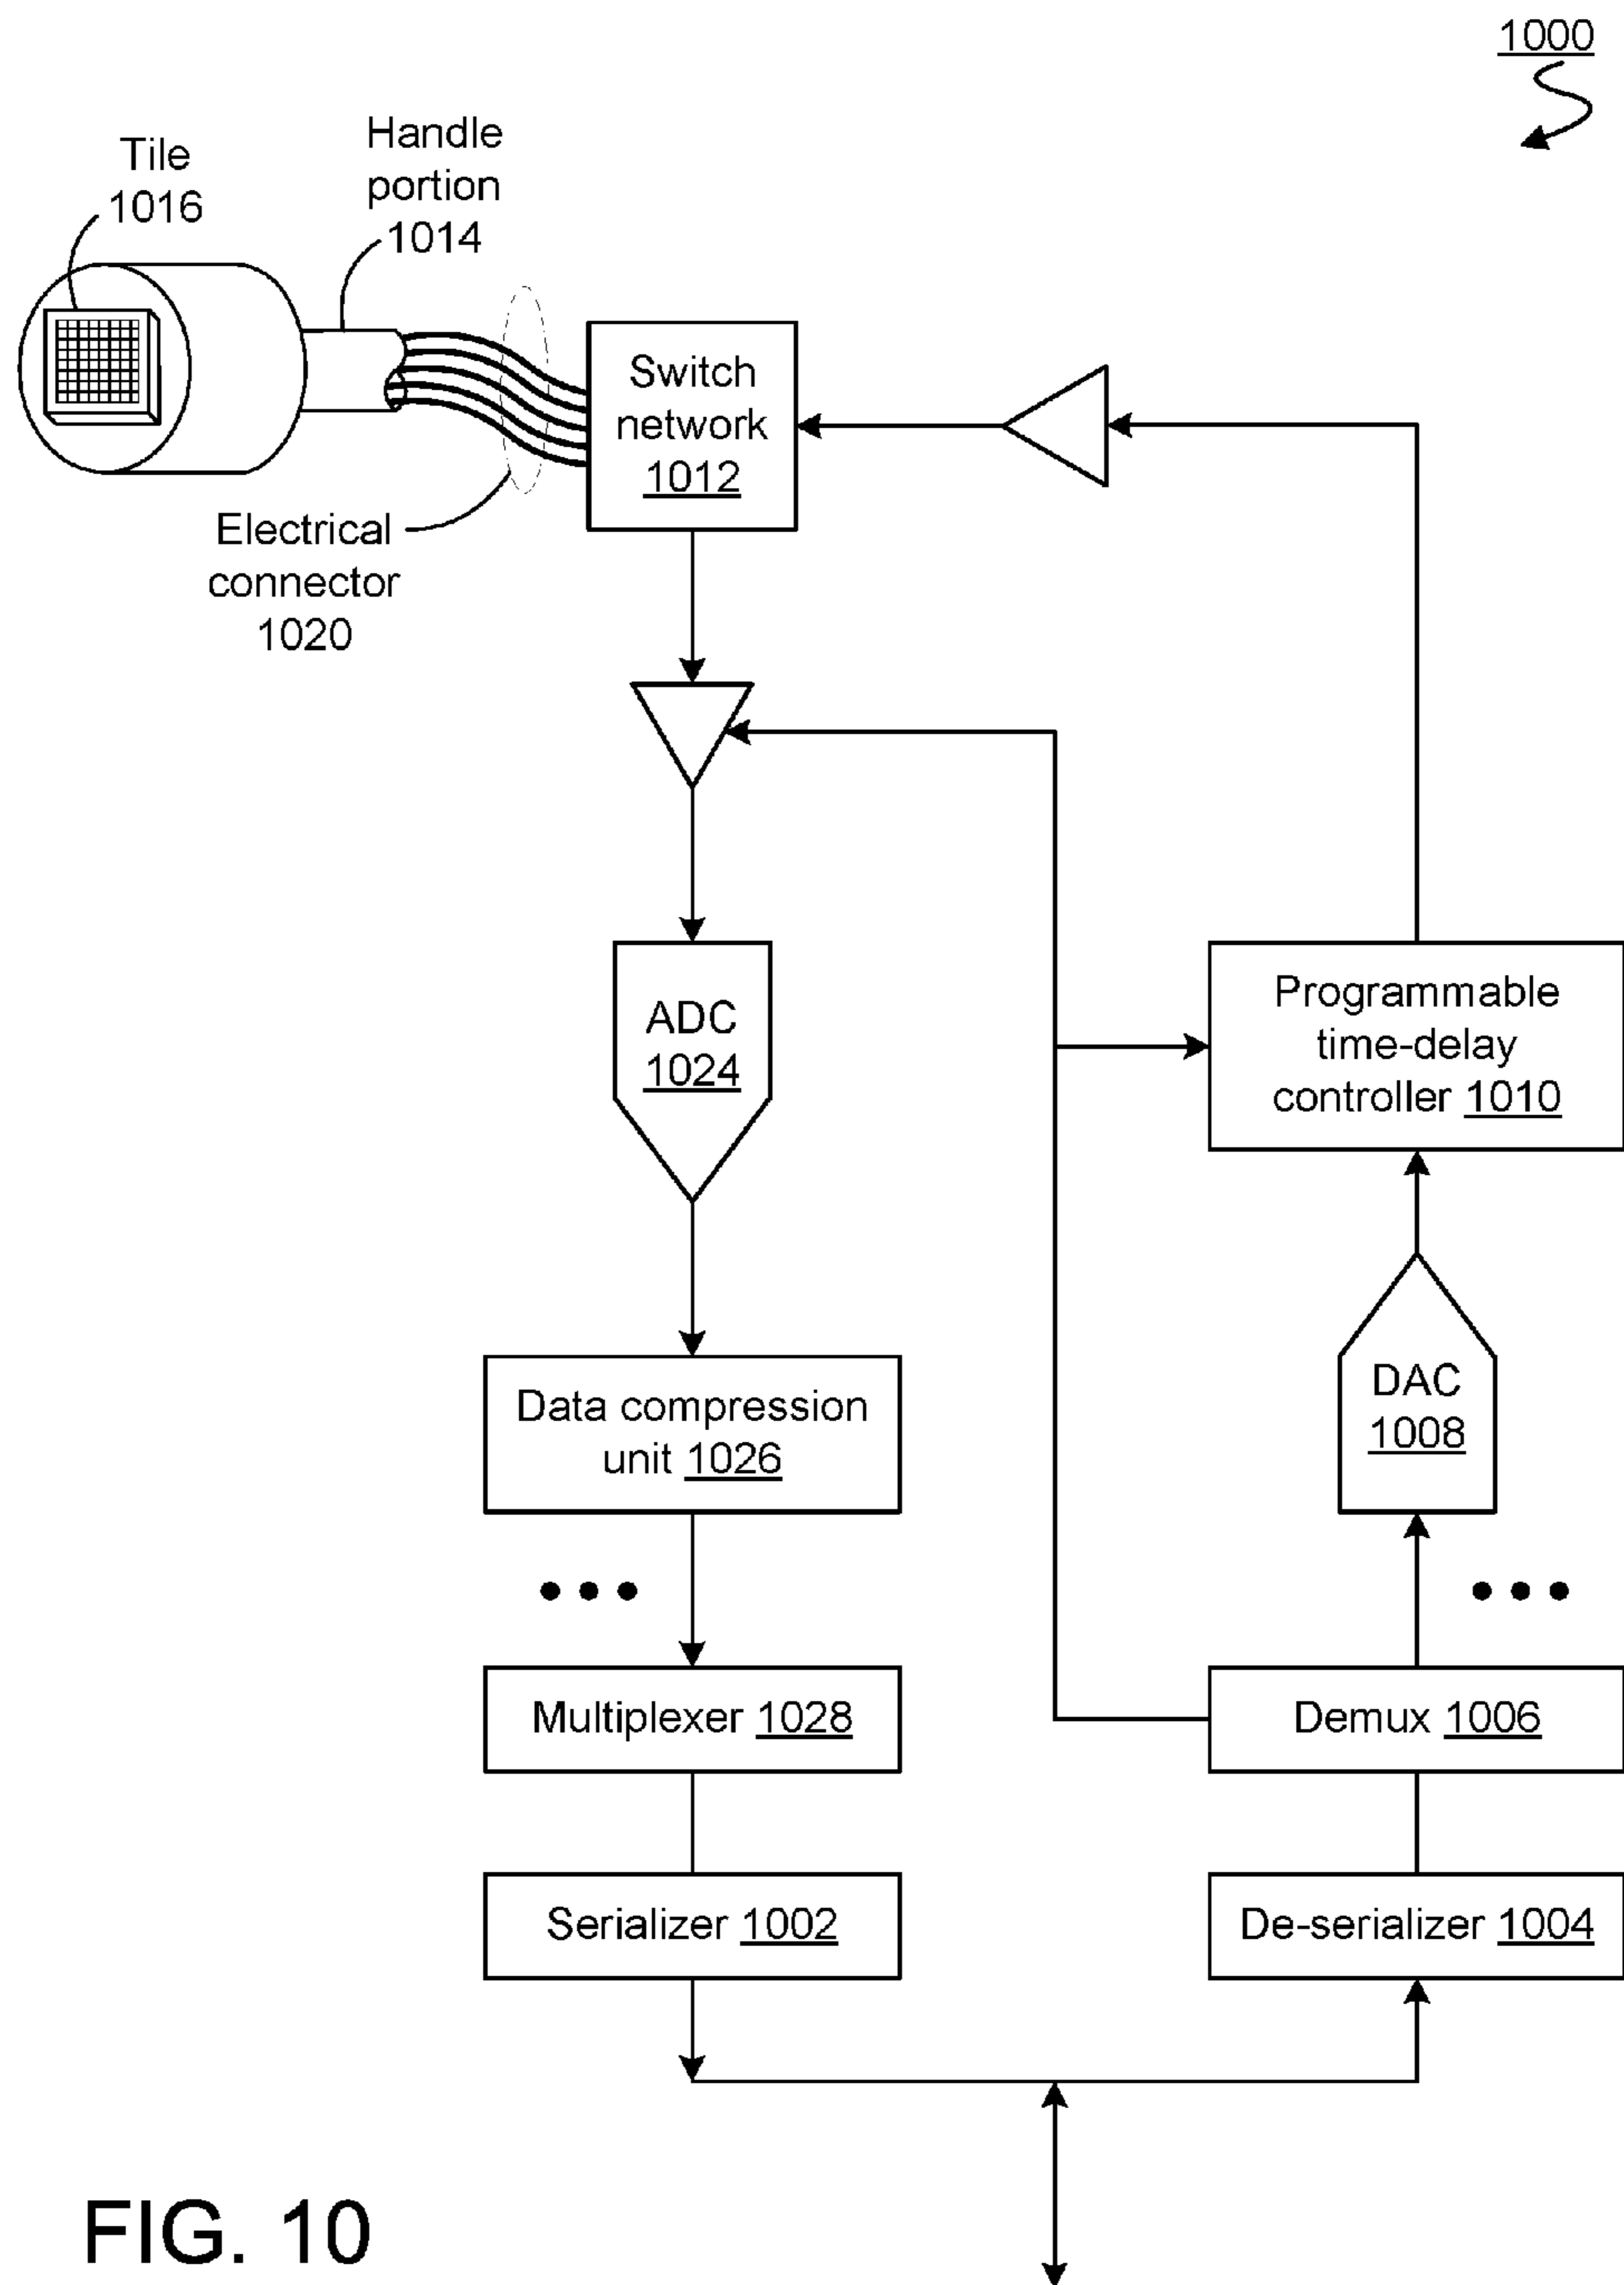 1000
Tile
1016
Handle
portion
1014
Switch
network
1012
Electrical
connector
1020
ADC
1024
Programmable
time-delay
controller 1010
Data compression
unit 1026
DAC
1008
Multiplexer 1028
Demux 1006
Serializer 1002
De-serializer 1004
FIG. 10